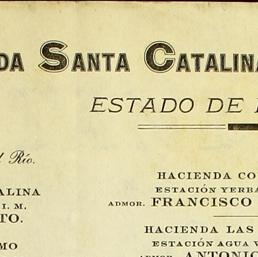 DA SANTA CATALINA
ESTADO DE
l Río.
ALINA
I. M.
TO.
MO
HACIENDA CO
ESTACIÓN YERBA
ADMOR. FRANCISCO
HACIENDA LAS
ESTACIÓN AGUA
ADMOR. ANTONIO